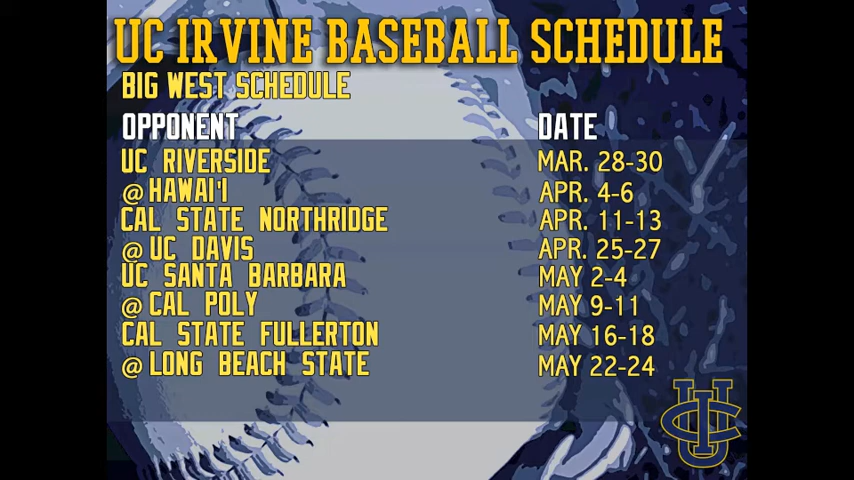 UC IRVINE BASEBALL SCHEDULE
BIG WEST SCHEDULE
OPPONENT DATE
UC RIVERSIDE MAR. 28-30
@ HAWAI'I APR. 4-6
CAL STATE NORTHRIDGE APR. 11-13
@ UC DAVIS APR. 25-27
UC SANTA BARBARA MAY 2-4
@ CAL POLY MAY 9-11
CAL STATE FULLERTON MAY 16-18
@ LONG BEACH STATE MAY 22-24
UCI